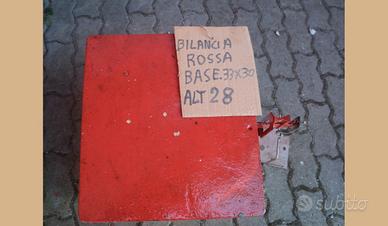 BILANCIA
ROSSA
BASE.33X30
ALT 28
subito